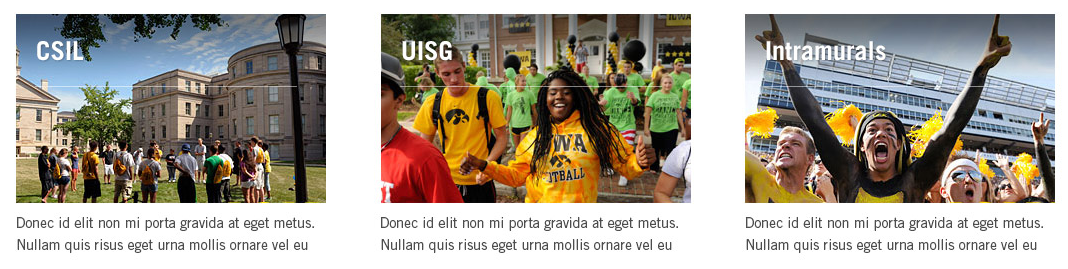 CSIL
Donec id elit non mi porta gravida at eget metus.
Nullam quis risus eget urna mollis ornare vel eu
UISG
IOWA
IOWA
FOOTBALL
Donec id elit non mi porta gravida at eget metus.
Nullam quis risus eget urna mollis ornare vel eu
Intramurals
Donec id elit non mi porta gravida at eget metus.
Nullam quis risus eget urna mollis ornare vel eu